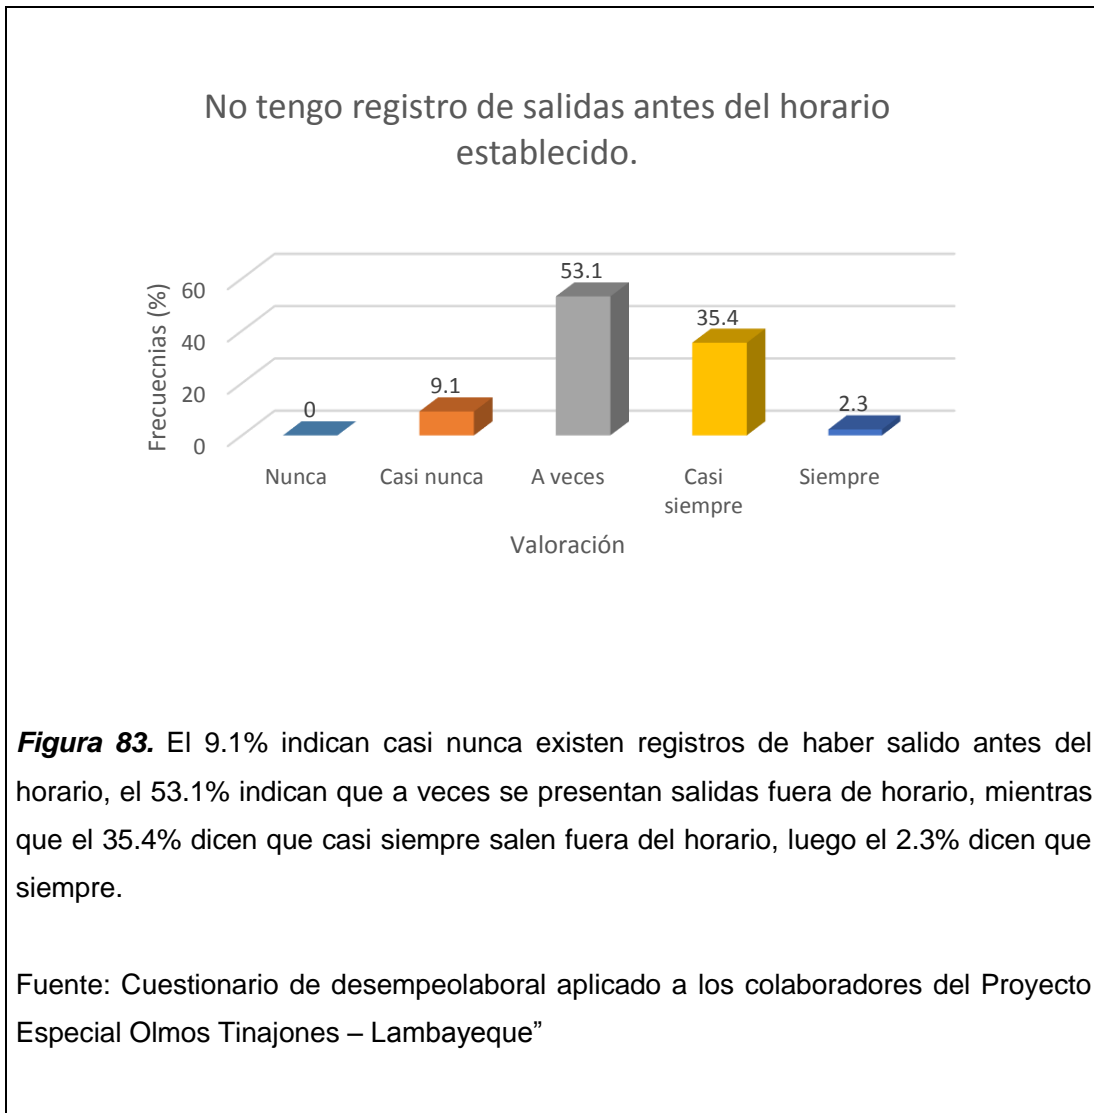 No tengo registro de salidas antes del horario
establecido.
Frecuecnias (%)
60
40
20
0
0
9.1
53.1
35.4
2.3
Nunca
Casi nunca
A veces
Casi
siempre
Siempre
Valoración
Figura 83. El 9.1% indican casi nunca existen registros de haber salido antes del
horario, el 53.1% indican que a veces se presentan salidas fuera de horario, mientras
que el 35.4% dicen que casi siempre salen fuera del horario, luego el 2.3% dicen que
siempre.
Fuente: Cuestionario de desempeolaboral aplicado a los colaboradores del Proyecto
Especial Olmos Tinajones – Lambayeque”